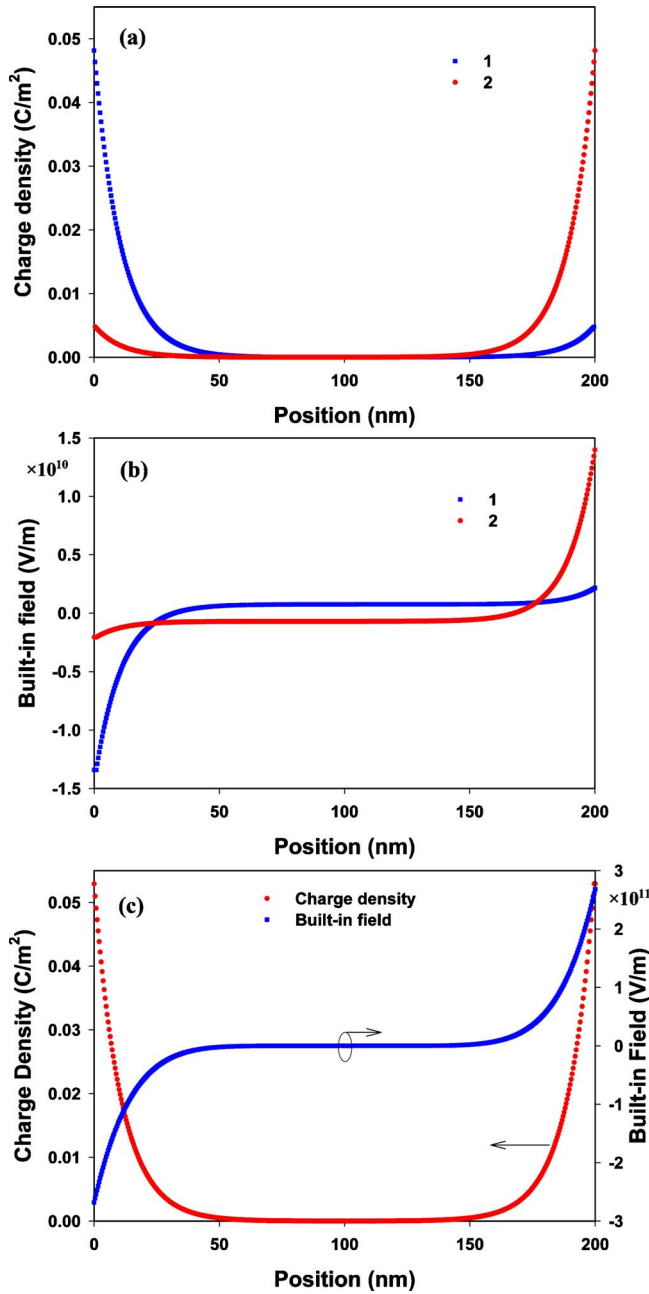 (a)
1
2
Charge density (C/m²)
0.05
0.04
0.03
0.02
0.01
0.00
0 50 100 150 200
Position (nm)
(b)
×10¹⁰
1
2
Built-in field (V/m)
1.5
1.0
0.5
0.0
-0.5
-1.0
-1.5
0 50 100 150 200
Position (nm)
(c)
Charge density
Built-in field
Charge Density (C/m²)
0.05
0.04
0.03
0.02
0.01
0.00
3
×10¹¹
2
1
0
-1
-2
-3
Built-in Field (V/m)
0 50 100 150 200
Position (nm)